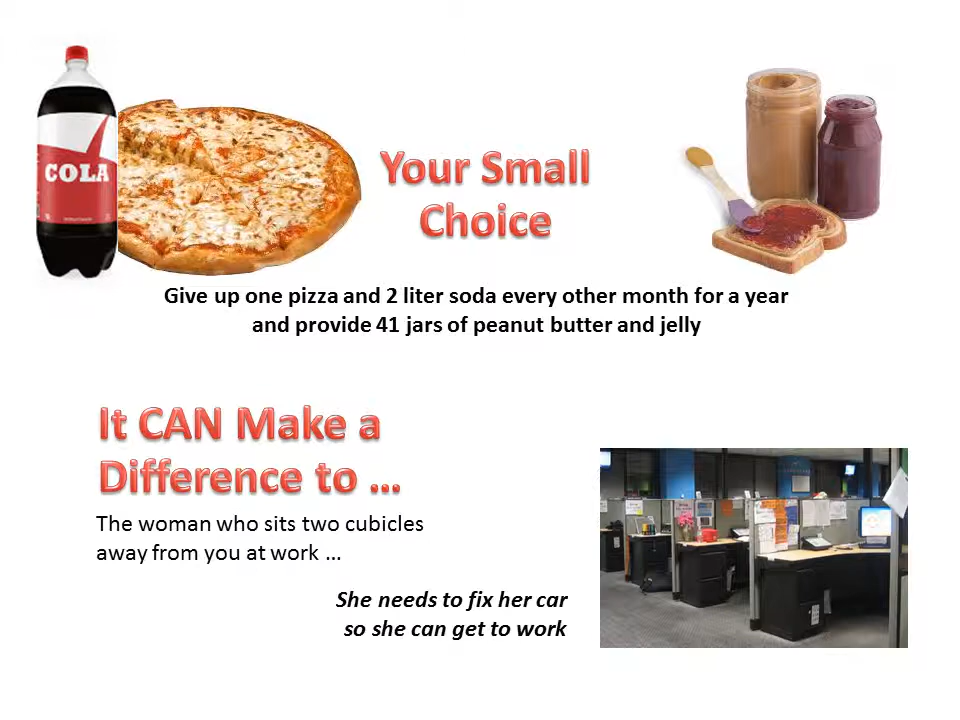 COLA
Your Small
Choice
Give up one pizza and 2 liter soda every other month for a year
and provide 41 jars of peanut butter and jelly
It CAN Make a
Difference to ...
The woman who sits two cubicles
away from you at work ...
She needs to fix her car
so she can get to work